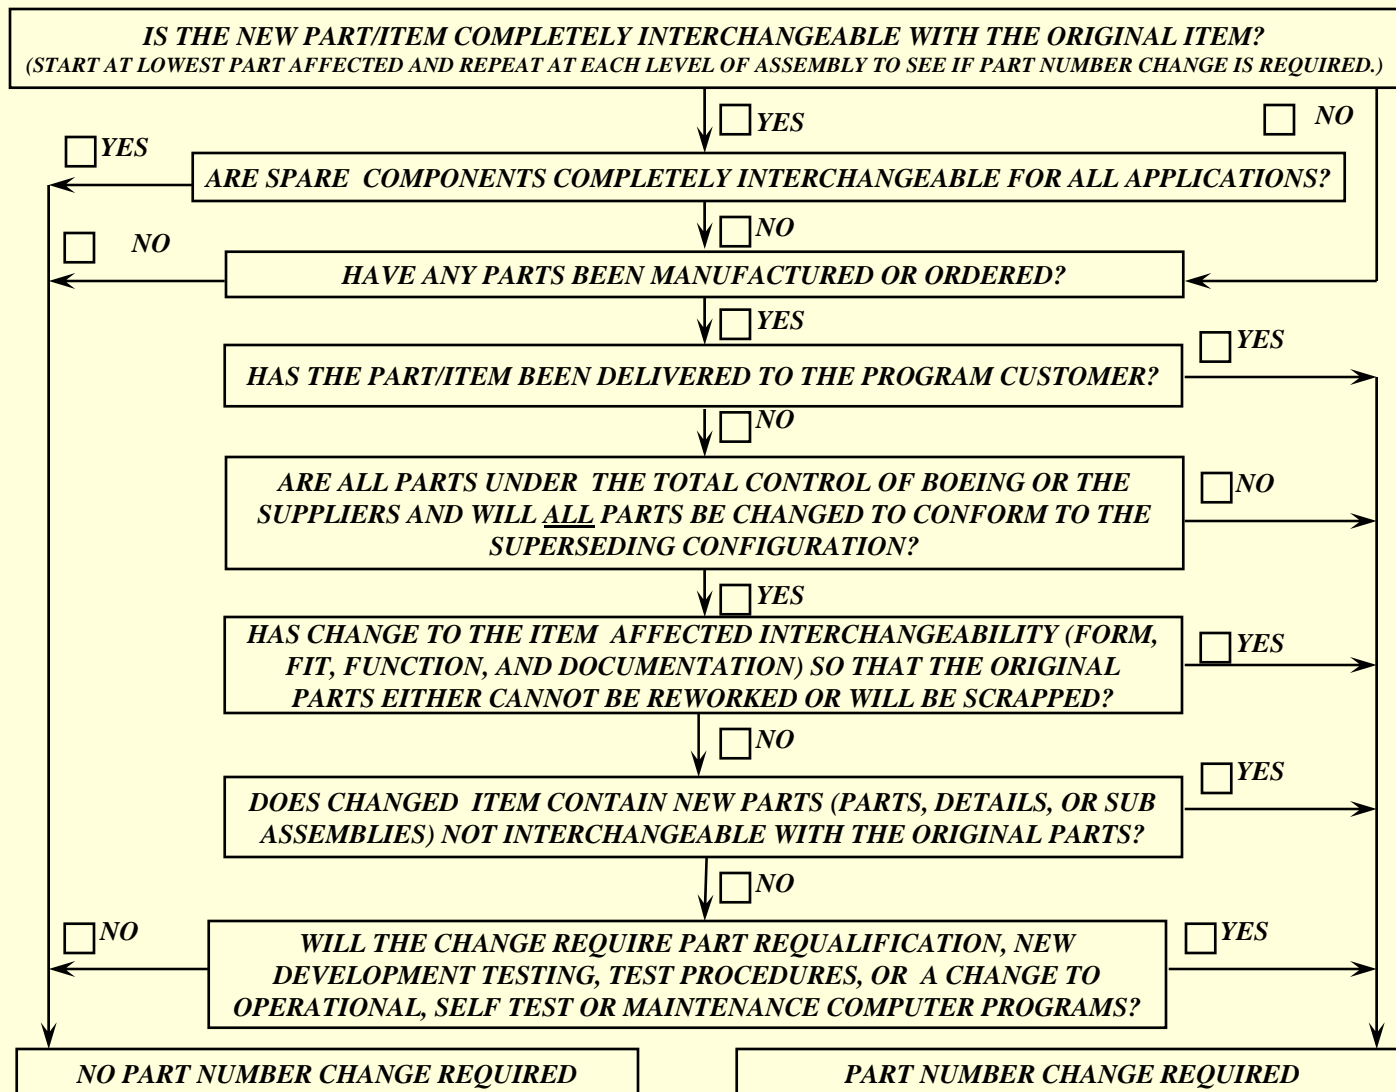 IS THE NEW PART/ITEM COMPLETELY INTERCHANGEABLE WITH THE ORIGINAL ITEM?
(START AT LOWEST PART AFFECTED AND REPEAT AT EACH LEVEL OF ASSEMBLY TO SEE IF PART NUMBER CHANGE IS REQUIRED.)
YES
NO
YES
ARE SPARE COMPONENTS COMPLETELY INTERCHANGEABLE FOR ALL APPLICATIONS?
NO
NO
HAVE ANY PARTS BEEN MANUFACTURED OR ORDERED?
YES
YES
HAS THE PART/ITEM BEEN DELIVERED TO THE PROGRAM CUSTOMER?
NO
ARE ALL PARTS UNDER THE TOTAL CONTROL OF BOEING OR THE
SUPPLIERS AND WILL ALL PARTS BE CHANGED TO CONFORM TO THE
SUPERSEDING CONFIGURATION?
NO
YES
HAS CHANGE TO THE ITEM AFFECTED INTERCHANGEABILITY (FORM,
FIT, FUNCTION, AND DOCUMENTATION) SO THAT THE ORIGINAL
PARTS EITHER CANNOT BE REWORKED OR WILL BE SCRAPPED?
YES
NO
YES
DOES CHANGED ITEM CONTAIN NEW PARTS (PARTS, DETAILS, OR SUB
ASSEMBLIES) NOT INTERCHANGEABLE WITH THE ORIGINAL PARTS?
NO
NO
YES
WILL THE CHANGE REQUIRE PART REQUALIFICATION, NEW
DEVELOPMENT TESTING, TEST PROCEDURES, OR A CHANGE TO
OPERATIONAL, SELF TEST OR MAINTENANCE COMPUTER PROGRAMS?
NO PART NUMBER CHANGE REQUIRED
PART NUMBER CHANGE REQUIRED